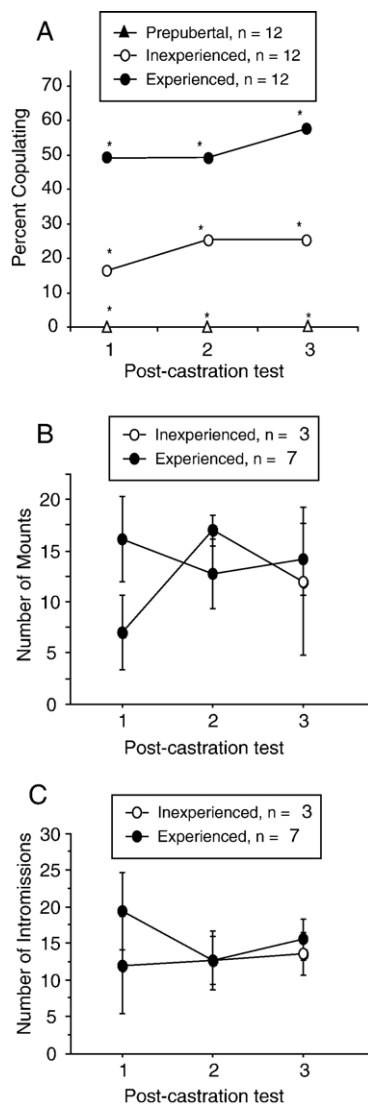 A
Prepubertal, n = 12
Inexperienced, n = 12
Experienced, n = 12
Percent Copulating
70
60
50
40
30
20
10
0
* * *
* * *
* * *
1 2 3
Post-castration test
B
Inexperienced, n = 3
Experienced, n = 7
Number of Mounts
20
15
10
5
0
1 2 3
Post-castration test
C
Inexperienced, n = 3
Experienced, n = 7
Number of Intromissions
30
25
20
15
10
5
0
1 2 3
Post-castration test